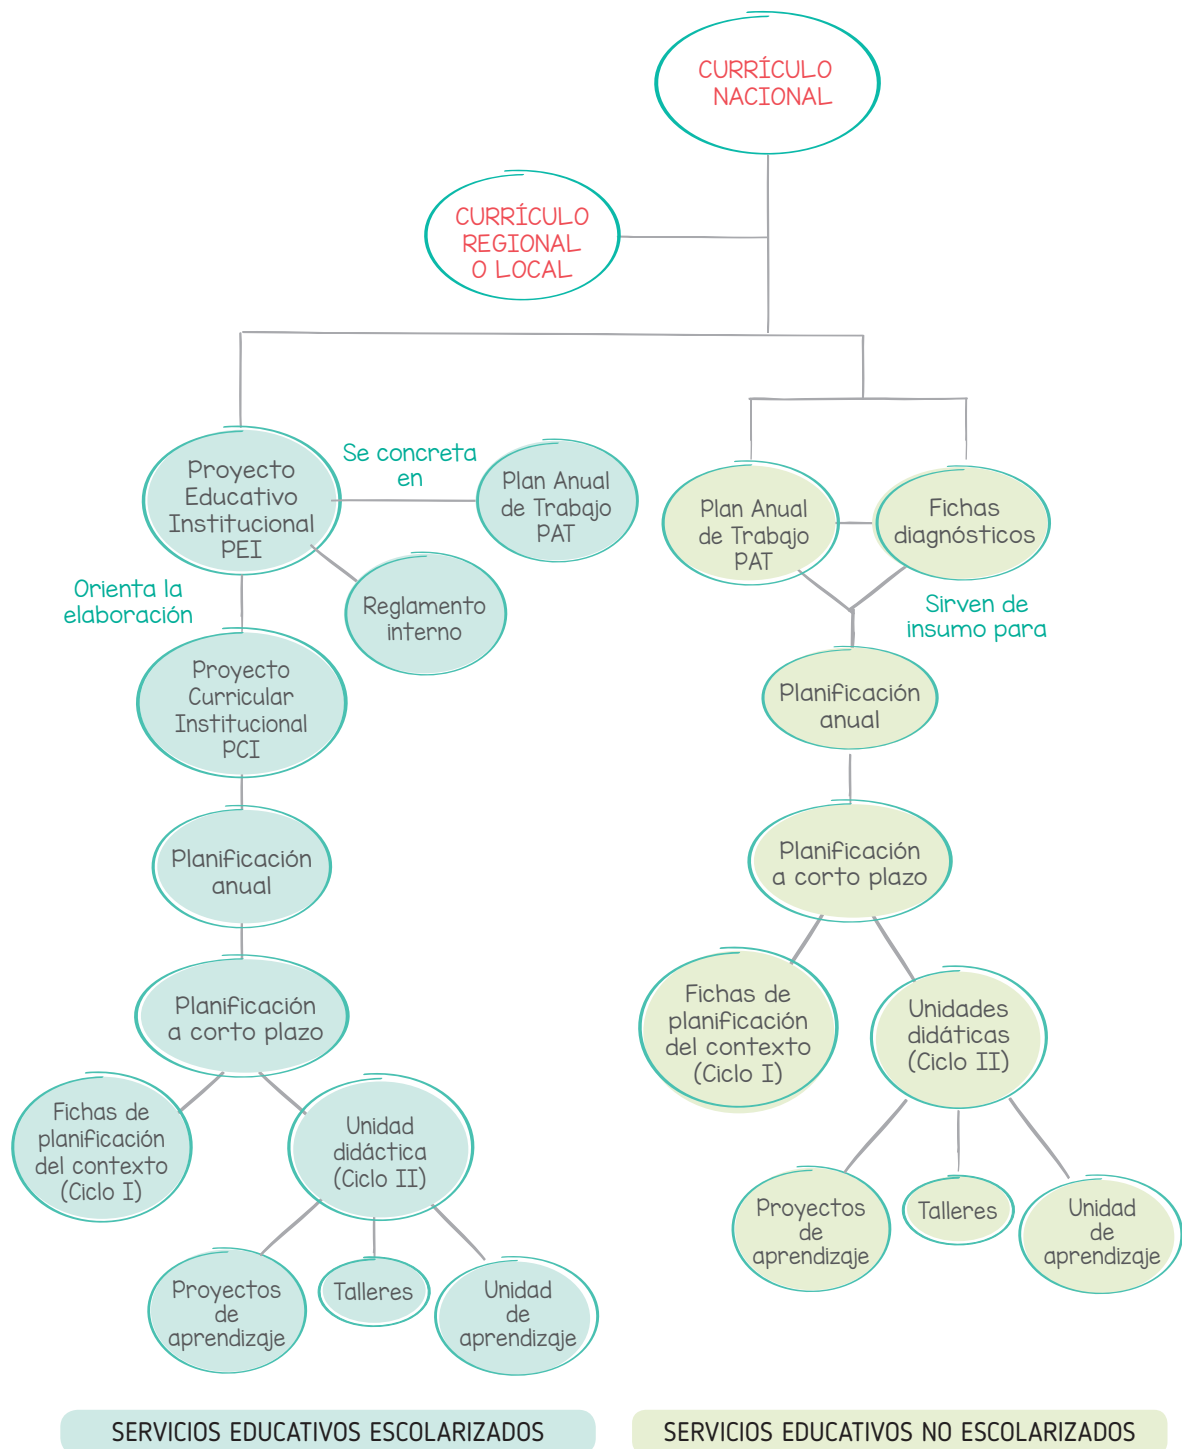 CURRÍCULO
NACIONAL
CURRÍCULO
REGIONAL
O LOCAL
Proyecto
Educativo
Institucional
PEI
Se concreta
en
Plan Anual
de Trabajo
PAT
Reglamento
interno
Orienta la
elaboración
Proyecto
Curricular
Institucional
PCI
Planificación
anual
Planificación
a corto plazo
Fichas de
planificación
del contexto
(Ciclo I)
Unidad
didáctica
(Ciclo II)
Proyectos
de
aprendizaje
Talleres
Unidad
de
aprendizaje
SERVICIOS EDUCATIVOS ESCOLARIZADOS
Plan Anual
de Trabajo
PAT
Fichas
diagnósticos
Sirven de
insumo para
Planificación
anual
Planificación
a corto plazo
Fichas de
planificación
del contexto
(Ciclo I)
Unidades
didáticas
(Ciclo II)
Proyectos
de
aprendizaje
Talleres
Unidad
de
aprendizaje
SERVICIOS EDUCATIVOS NO ESCOLARIZADOS